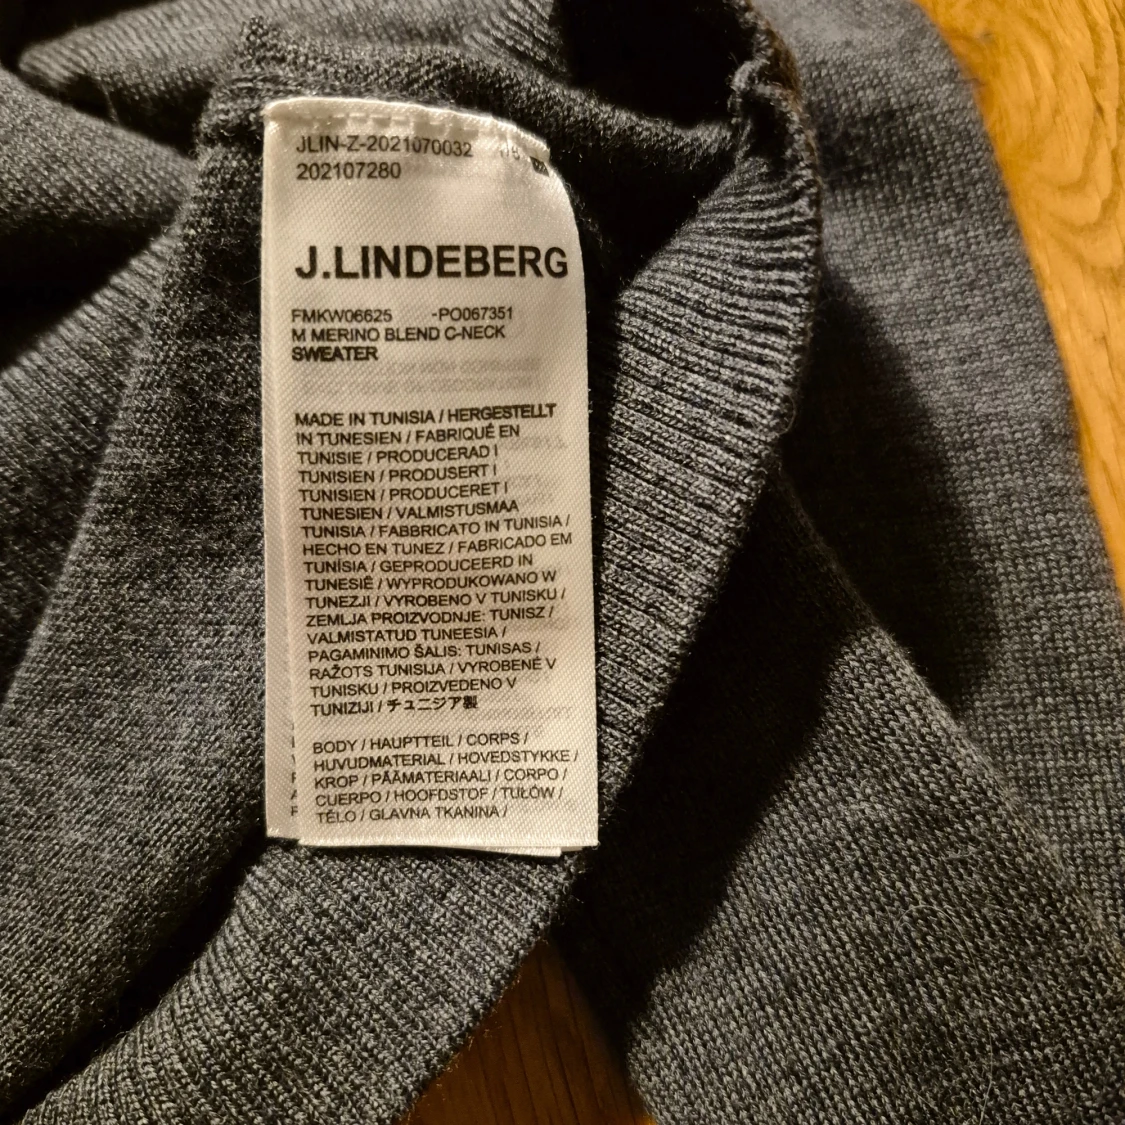 JLIN-Z-2021070032
202107280
J.LINDEBERG
FMKW06625 -PO067351
M MERINO BLEND C-NECK
SWEATER
MADE IN TUNISIA / HERGESTELLT
IN TUNESIEN / FABRIQUÉ EN
TUNISIE / PRODUCERAD I
TUNISIEN / PRODUSERT I
TUNISIEN / PRODUCERET I
TUNESIEN / VALMISTUSMAA
TUNISIA / FABBRICATO IN TUNISIA /
HECHO EN TUNEZ / FABRICADO EM
TUNÍSIA / GEPRODUCEERD IN
TUNESIË / WYPRODUKOWANO W
TUNEZJI / VYROBENO V TUNISKU /
ZEMLJA PROIZVODNJE: TUNISZ /
VALMISTATUD TUNEESIA /
PAGAMINIMO ŠALIS: TUNISAS /
RAŽOTS TUNISIJA / VYROBENÉ V
TUNISKU / PROIZVEDENO V
TUNIZIJI / チュニジア製
BODY / HAUPTTEIL / CORPS /
HUVUDMATERIAL / HOVEDSTYKKE /
KROP / PÄÄMATERIAALI / CORPO /
CUERPO / HOOFDSTOF / TUŁÓW /
TĚLO / GLAVNA TKANINA /